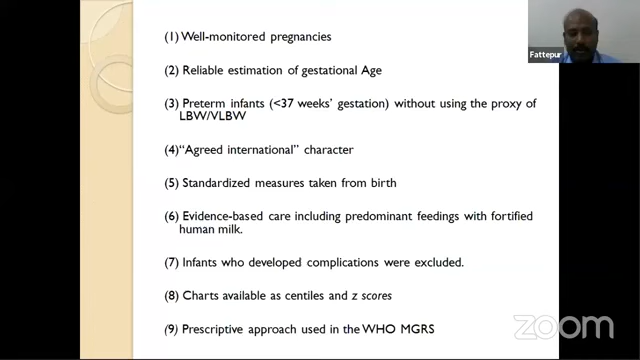 (1) Well-monitored pregnancies
(2) Reliable estimation of gestational Age
(3) Preterm infants (<37 weeks' gestation) without using the proxy of
LBW/VLBW
(4) "Agreed international" character
(5) Standardized measures taken from birth
(6) Evidence-based care including predominant feedings with fortified
human milk.
(7) Infants who developed complications were excluded.
(8) Charts available as centiles and z scores
(9) Prescriptive approach used in the WHO MGRS
Fattepur
zoom